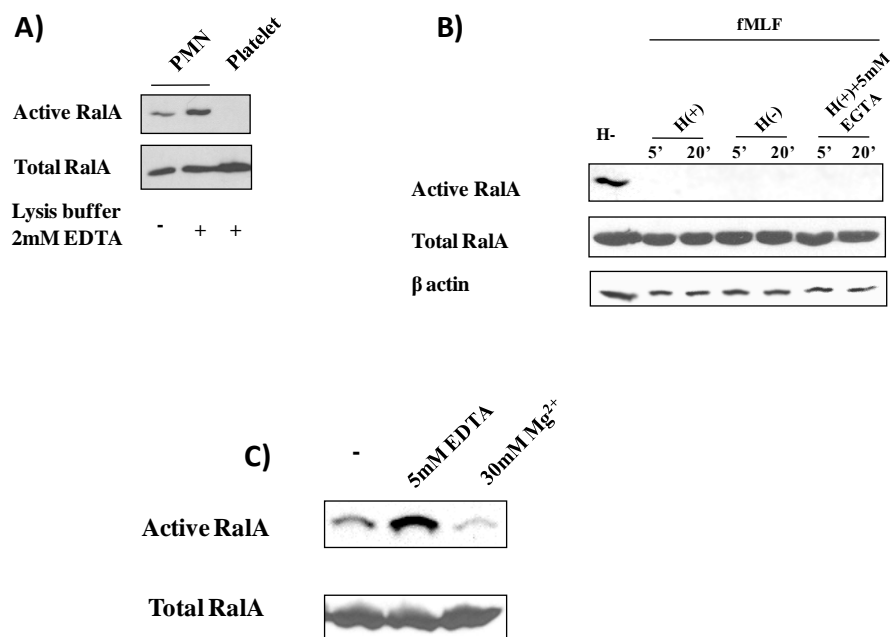 A)
PMN
Platelet
Active RalA
Total RalA
Lysis buffer
2mM EDTA
-
+
+
B)
fMLF
H-
H(+)
H(-)
H(+)+5mM
EGTA
5’ 20’ 5’ 20’ 5’ 20’
Active RalA
Total RalA
β actin
C)
-
5mM EDTA
30mM Mg²⁺
Active RalA
Total RalA